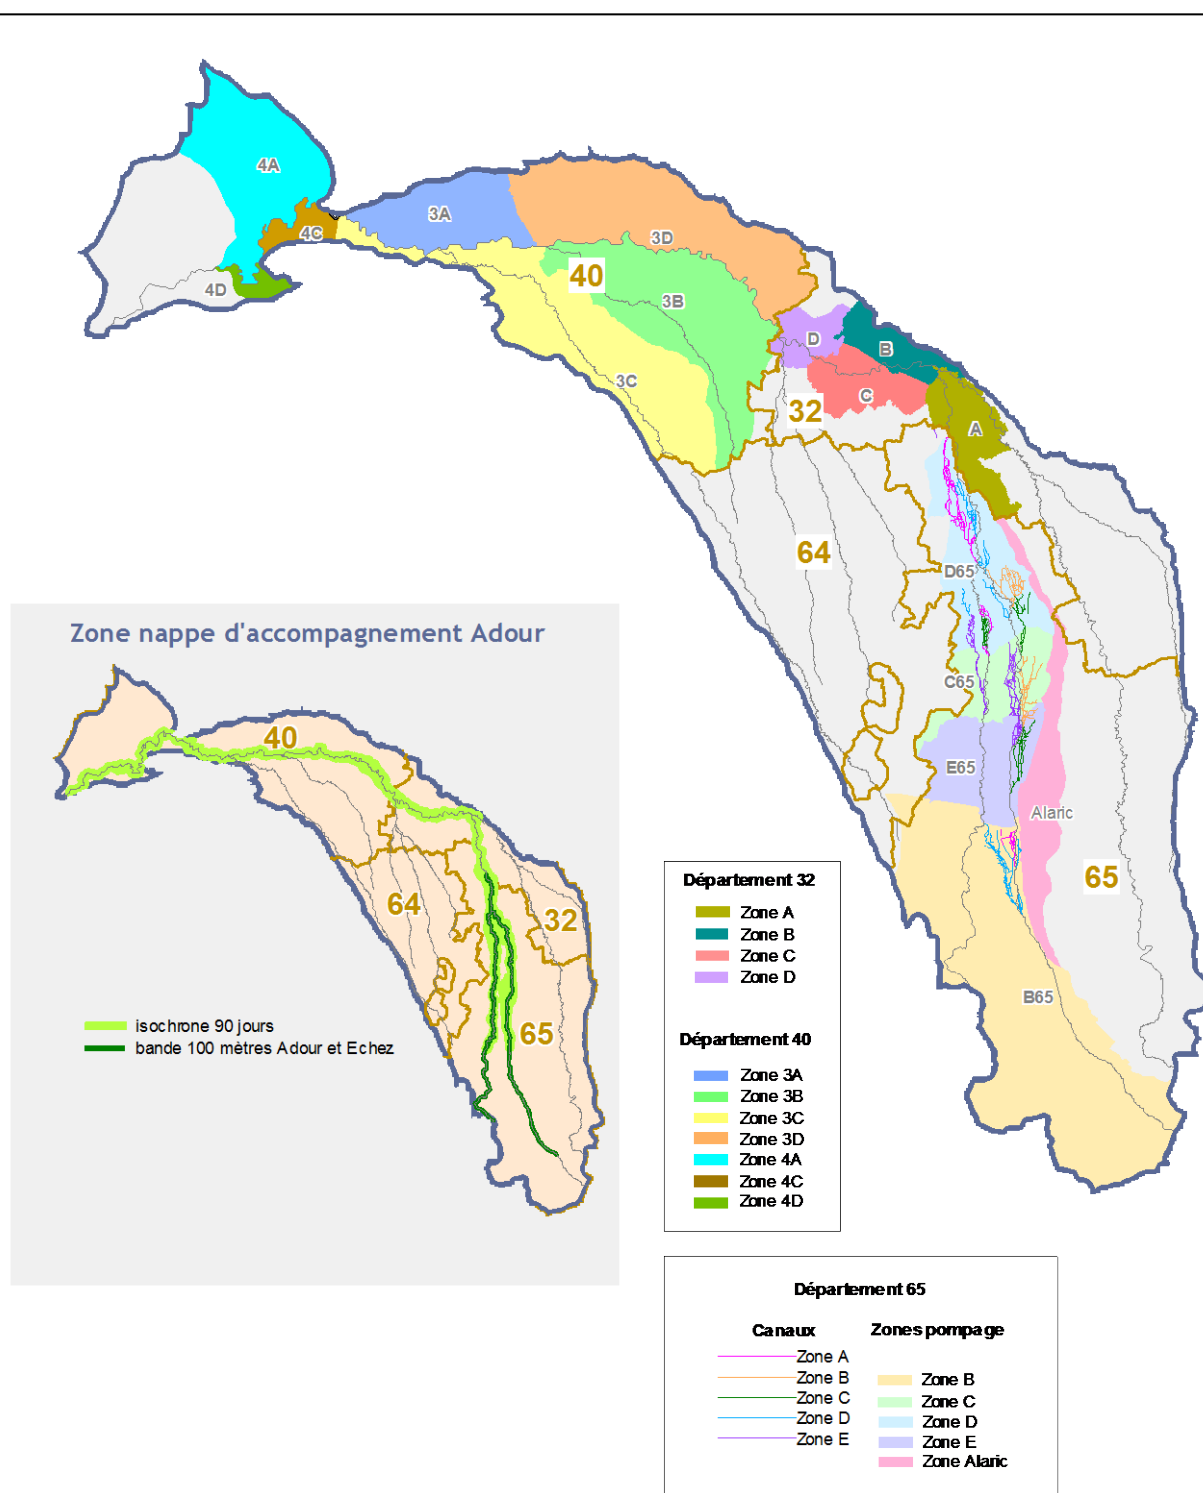 4A
4C
4D
3A
3D
40
3B
3C
D
B
C
32
A
64
D65
C65
E65
Alaric
65
B65
Zone nappe d'accompagnement Adour
40
64
32
65
isochrone 90 jours
bande 100 mètres Adour et Echez
Département 32
Zone A
Zone B
Zone C
Zone D
Département 40
Zone 3A
Zone 3B
Zone 3C
Zone 3D
Zone 4A
Zone 4C
Zone 4D
Département 65
Canaux
Zone A
Zone B
Zone C
Zone D
Zone E
Zones pompage
Zone B
Zone C
Zone D
Zone E
Zone Alaric